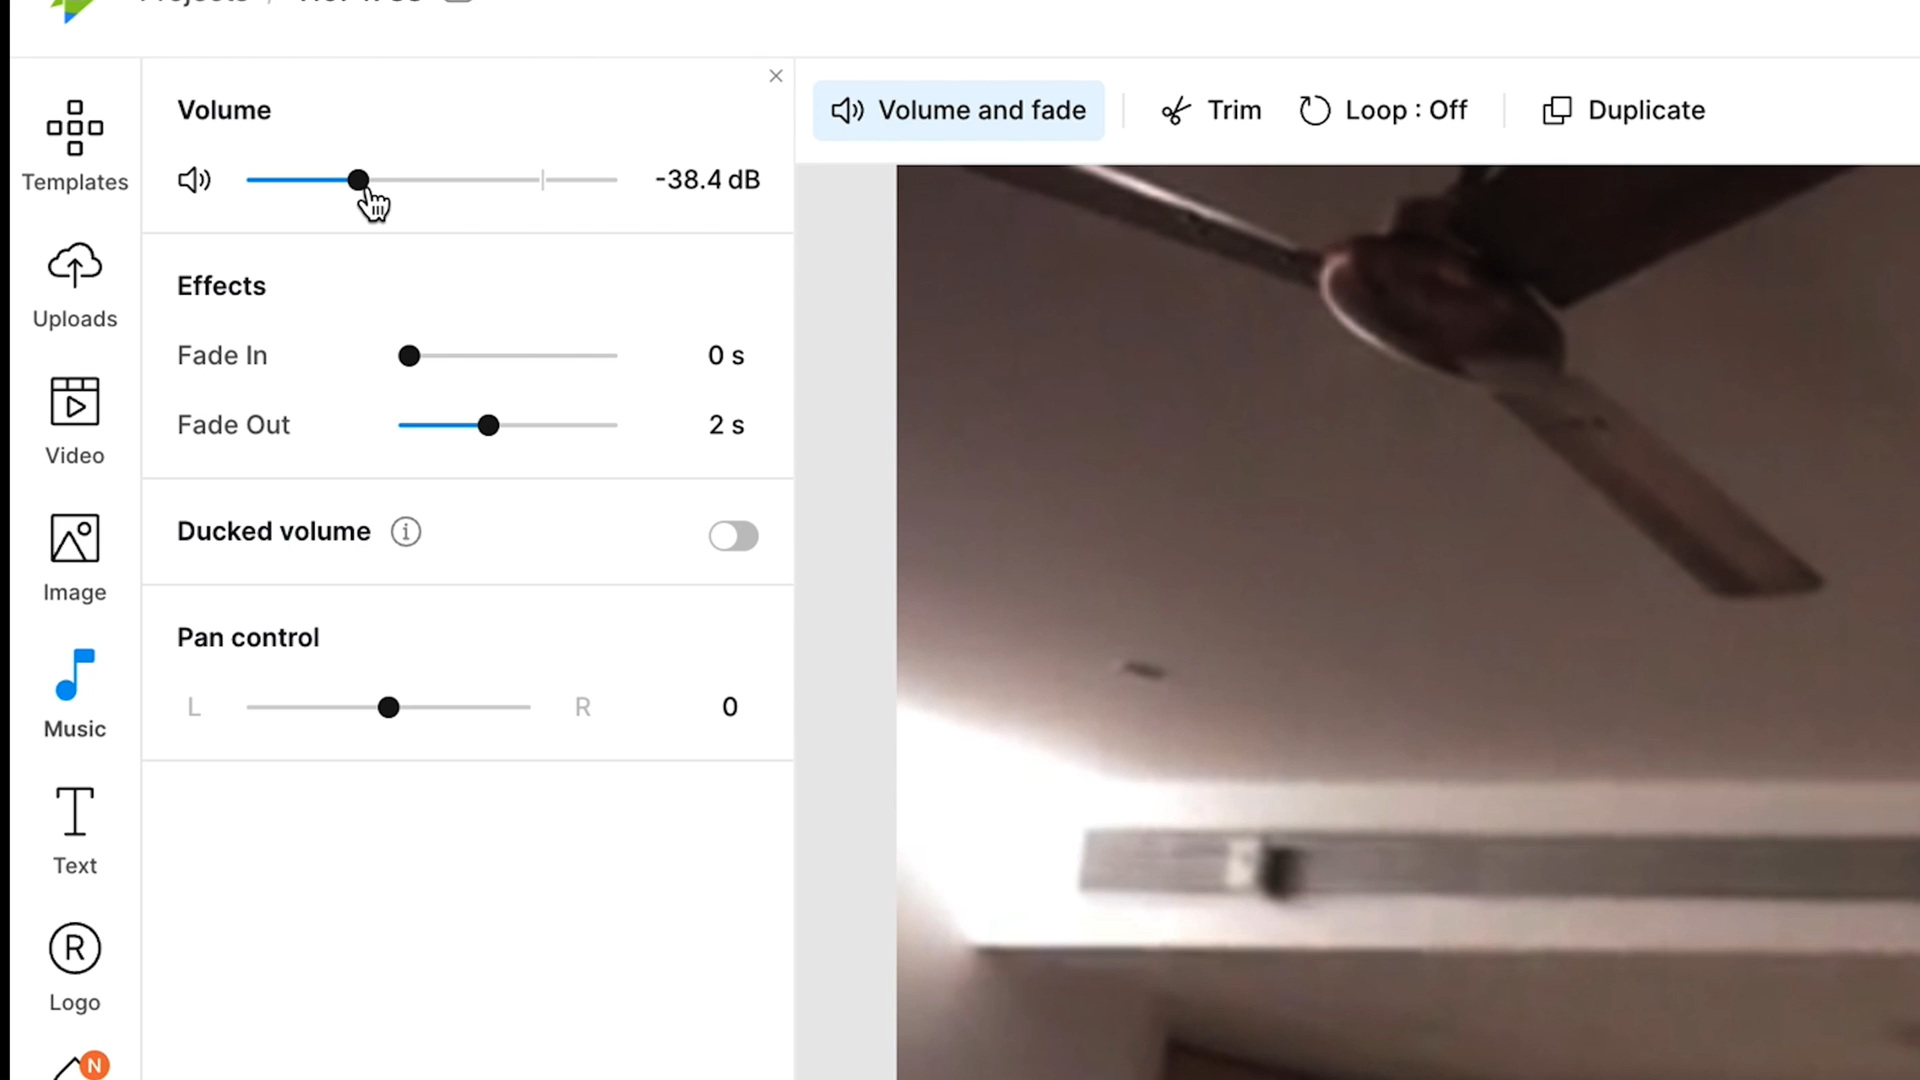 Volume
-38.4 dB
Effects
Fade In 0 s
Fade Out 2 s
Ducked volume
Pan control
L R 0
Templates
Uploads
Video
Image
Music
Text
R
Logo
N
Volume and fade
Trim
Loop : Off
Duplicate